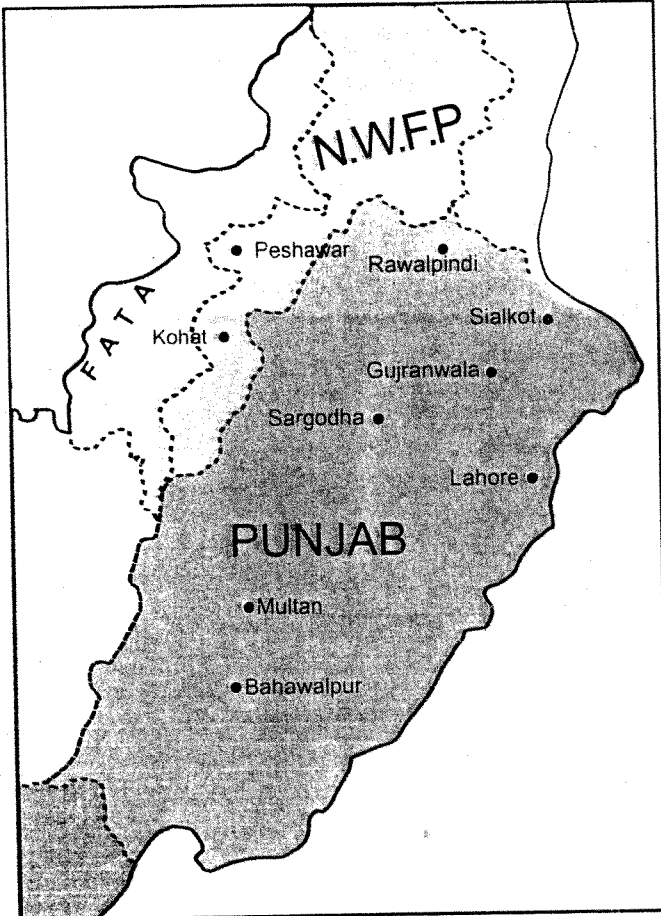 N.W.F.P
Peshawar
Rawalpindi
FATA
Sialkot
Kohat
Gujranwala
Sargodha
Lahore
PUNJAB
Multan
Bahawalpur